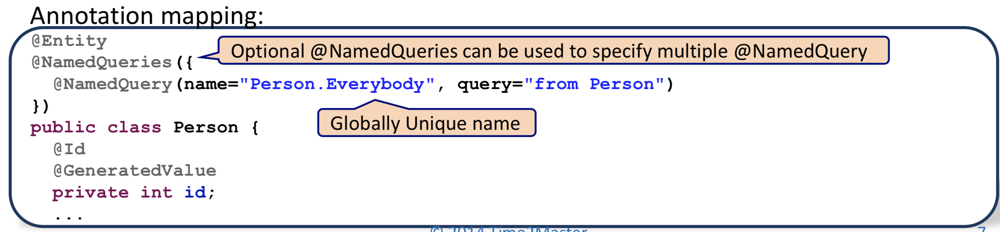 Annotation mapping:
@Entity
Optional @NamedQueries can be used to specify multiple @NamedQuery
@NamedQueries({
@NamedQuery(name="Person.Everybody", query="from Person")
})
Globally Unique name
public class Person {
@Id
@GeneratedValue
private int id;
...
© 2014 Time2Master
7